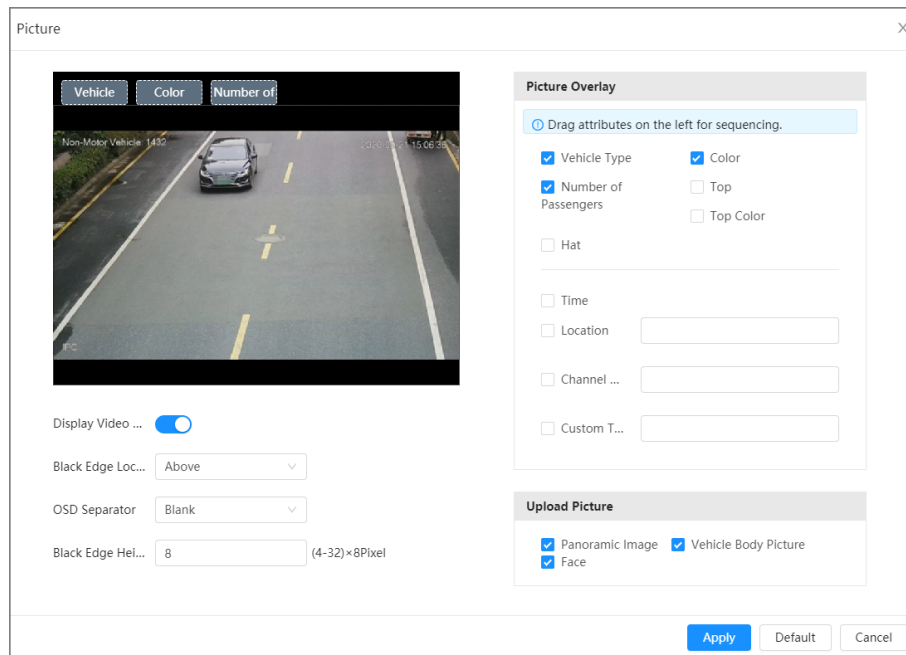 Picture
X
Vehicle
Color
Number of
Non-Motor Vehicle 1432
15:06:36
IPC
Display Video ...
Black Edge Loc... Above
OSD Separator Blank
Black Edge Hei... 8 (4-32)×8Pixel
Picture Overlay
Drag attributes on the left for sequencing.
Vehicle Type Color
Number of Passengers Top
Top Color
Hat
Time
Location
Channel ...
Custom T...
Upload Picture
Panoramic Image Vehicle Body Picture
Face
Apply Default Cancel